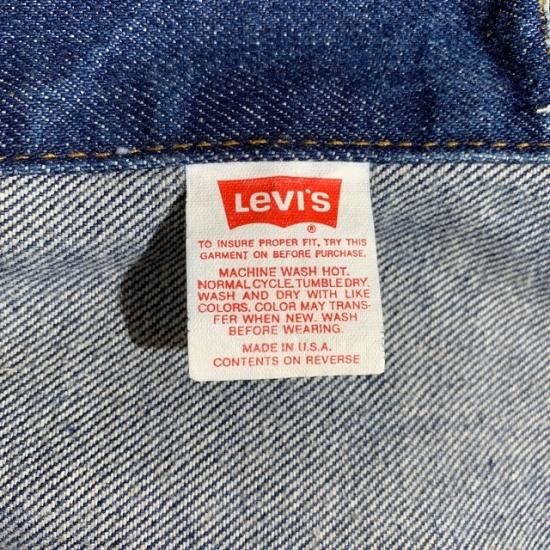 Levi's
®
TO INSURE PROPER FIT, TRY THIS
GARMENT ON BEFORE PURCHASE.
MACHINE WASH HOT.
NORMAL CYCLE. TUMBLE DRY.
WASH AND DRY WITH LIKE
COLORS. COLOR MAY TRANS-
FER WHEN NEW. WASH
BEFORE WEARING.
MADE IN U.S.A.
CONTENTS ON REVERSE